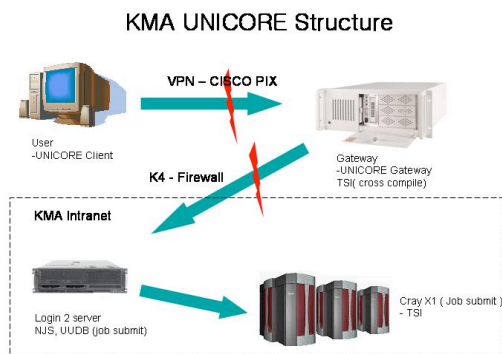 KMA UNICORE Structure
VPN – CISCO PIX
User
-UNICORE Client
Gateway
-UNICORE Gateway
TSI( cross compile)
K4 - Firewall
KMA Intranet
Login 2 server
NJS, UUDB (job submit)
Cray X1 ( Job submit )
- TSI